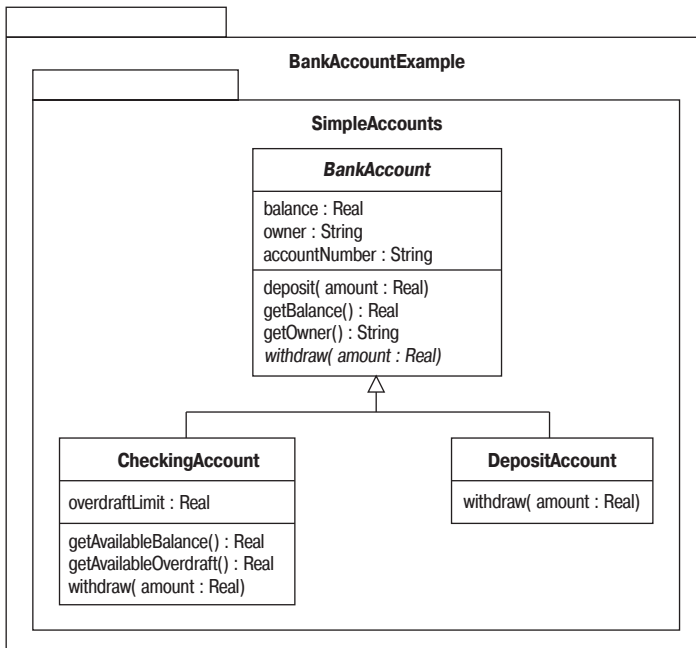 BankAccountExample
SimpleAccounts
BankAccount
balance : Real
owner : String
accountNumber : String
deposit( amount : Real)
getBalance() : Real
getOwner() : String
withdraw( amount : Real)
CheckingAccount
overdraftLimit : Real
getAvailableBalance() : Real
getAvailableOverdraft() : Real
withdraw( amount : Real)
DepositAccount
withdraw( amount : Real)